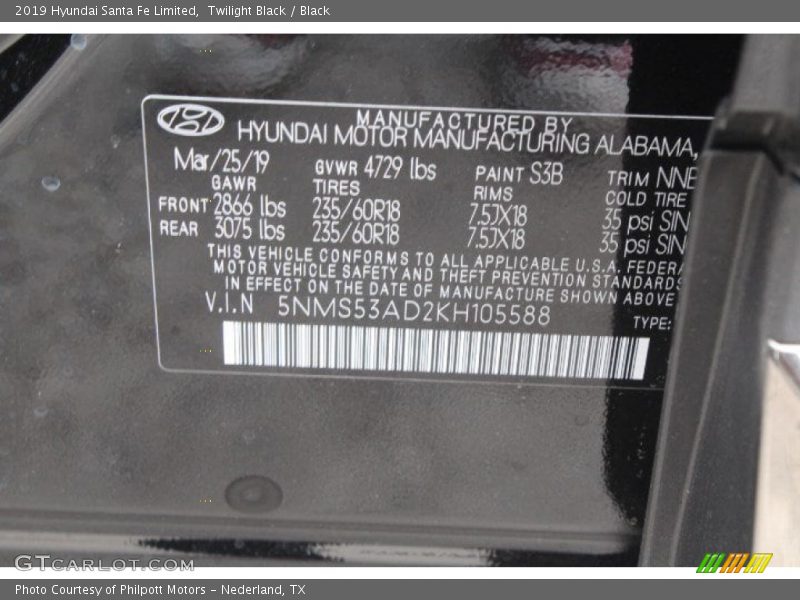 2019 Hyundai Santa Fe Limited,  Twilight Black / Black
MANUFACTURED BY
HYUNDAI MOTOR MANUFACTURING ALABAMA,
Mar/25/19 GVWR 4729 lbs PAINT S3B TRIM NNB
GAWR TIRES RIMS COLD TIRE
FRONT 2866 lbs 235/60R18 7.5JX18 35 psi SIN
REAR 3075 lbs 235/60R18 7.5JX18 35 psi SIN
THIS VEHICLE CONFORMS TO ALL APPLICABLE U.S.A. FEDERA
MOTOR VEHICLE SAFETY AND THEFT PREVENTION STANDARDS
IN EFFECT ON THE DATE OF MANUFACTURE SHOWN ABOVE
V.I.N 5NMS53AD2KH105588
TYPE:
GTCARLOT.COM
Photo Courtesy of Philpott Motors - Nederland, TX